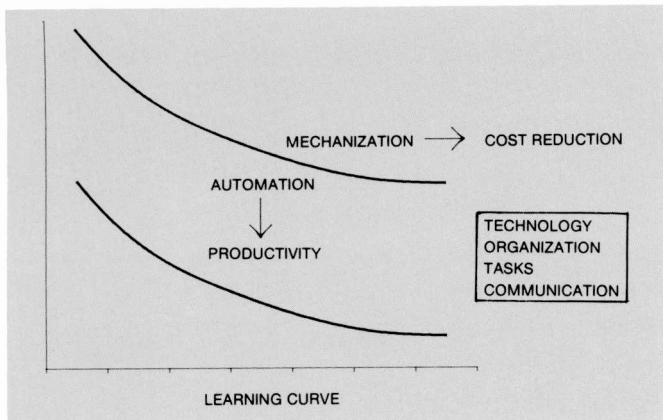 MECHANIZATION → COST REDUCTION
AUTOMATION
↓
PRODUCTIVITY
TECHNOLOGY
ORGANIZATION
TASKS
COMMUNICATION
LEARNING CURVE